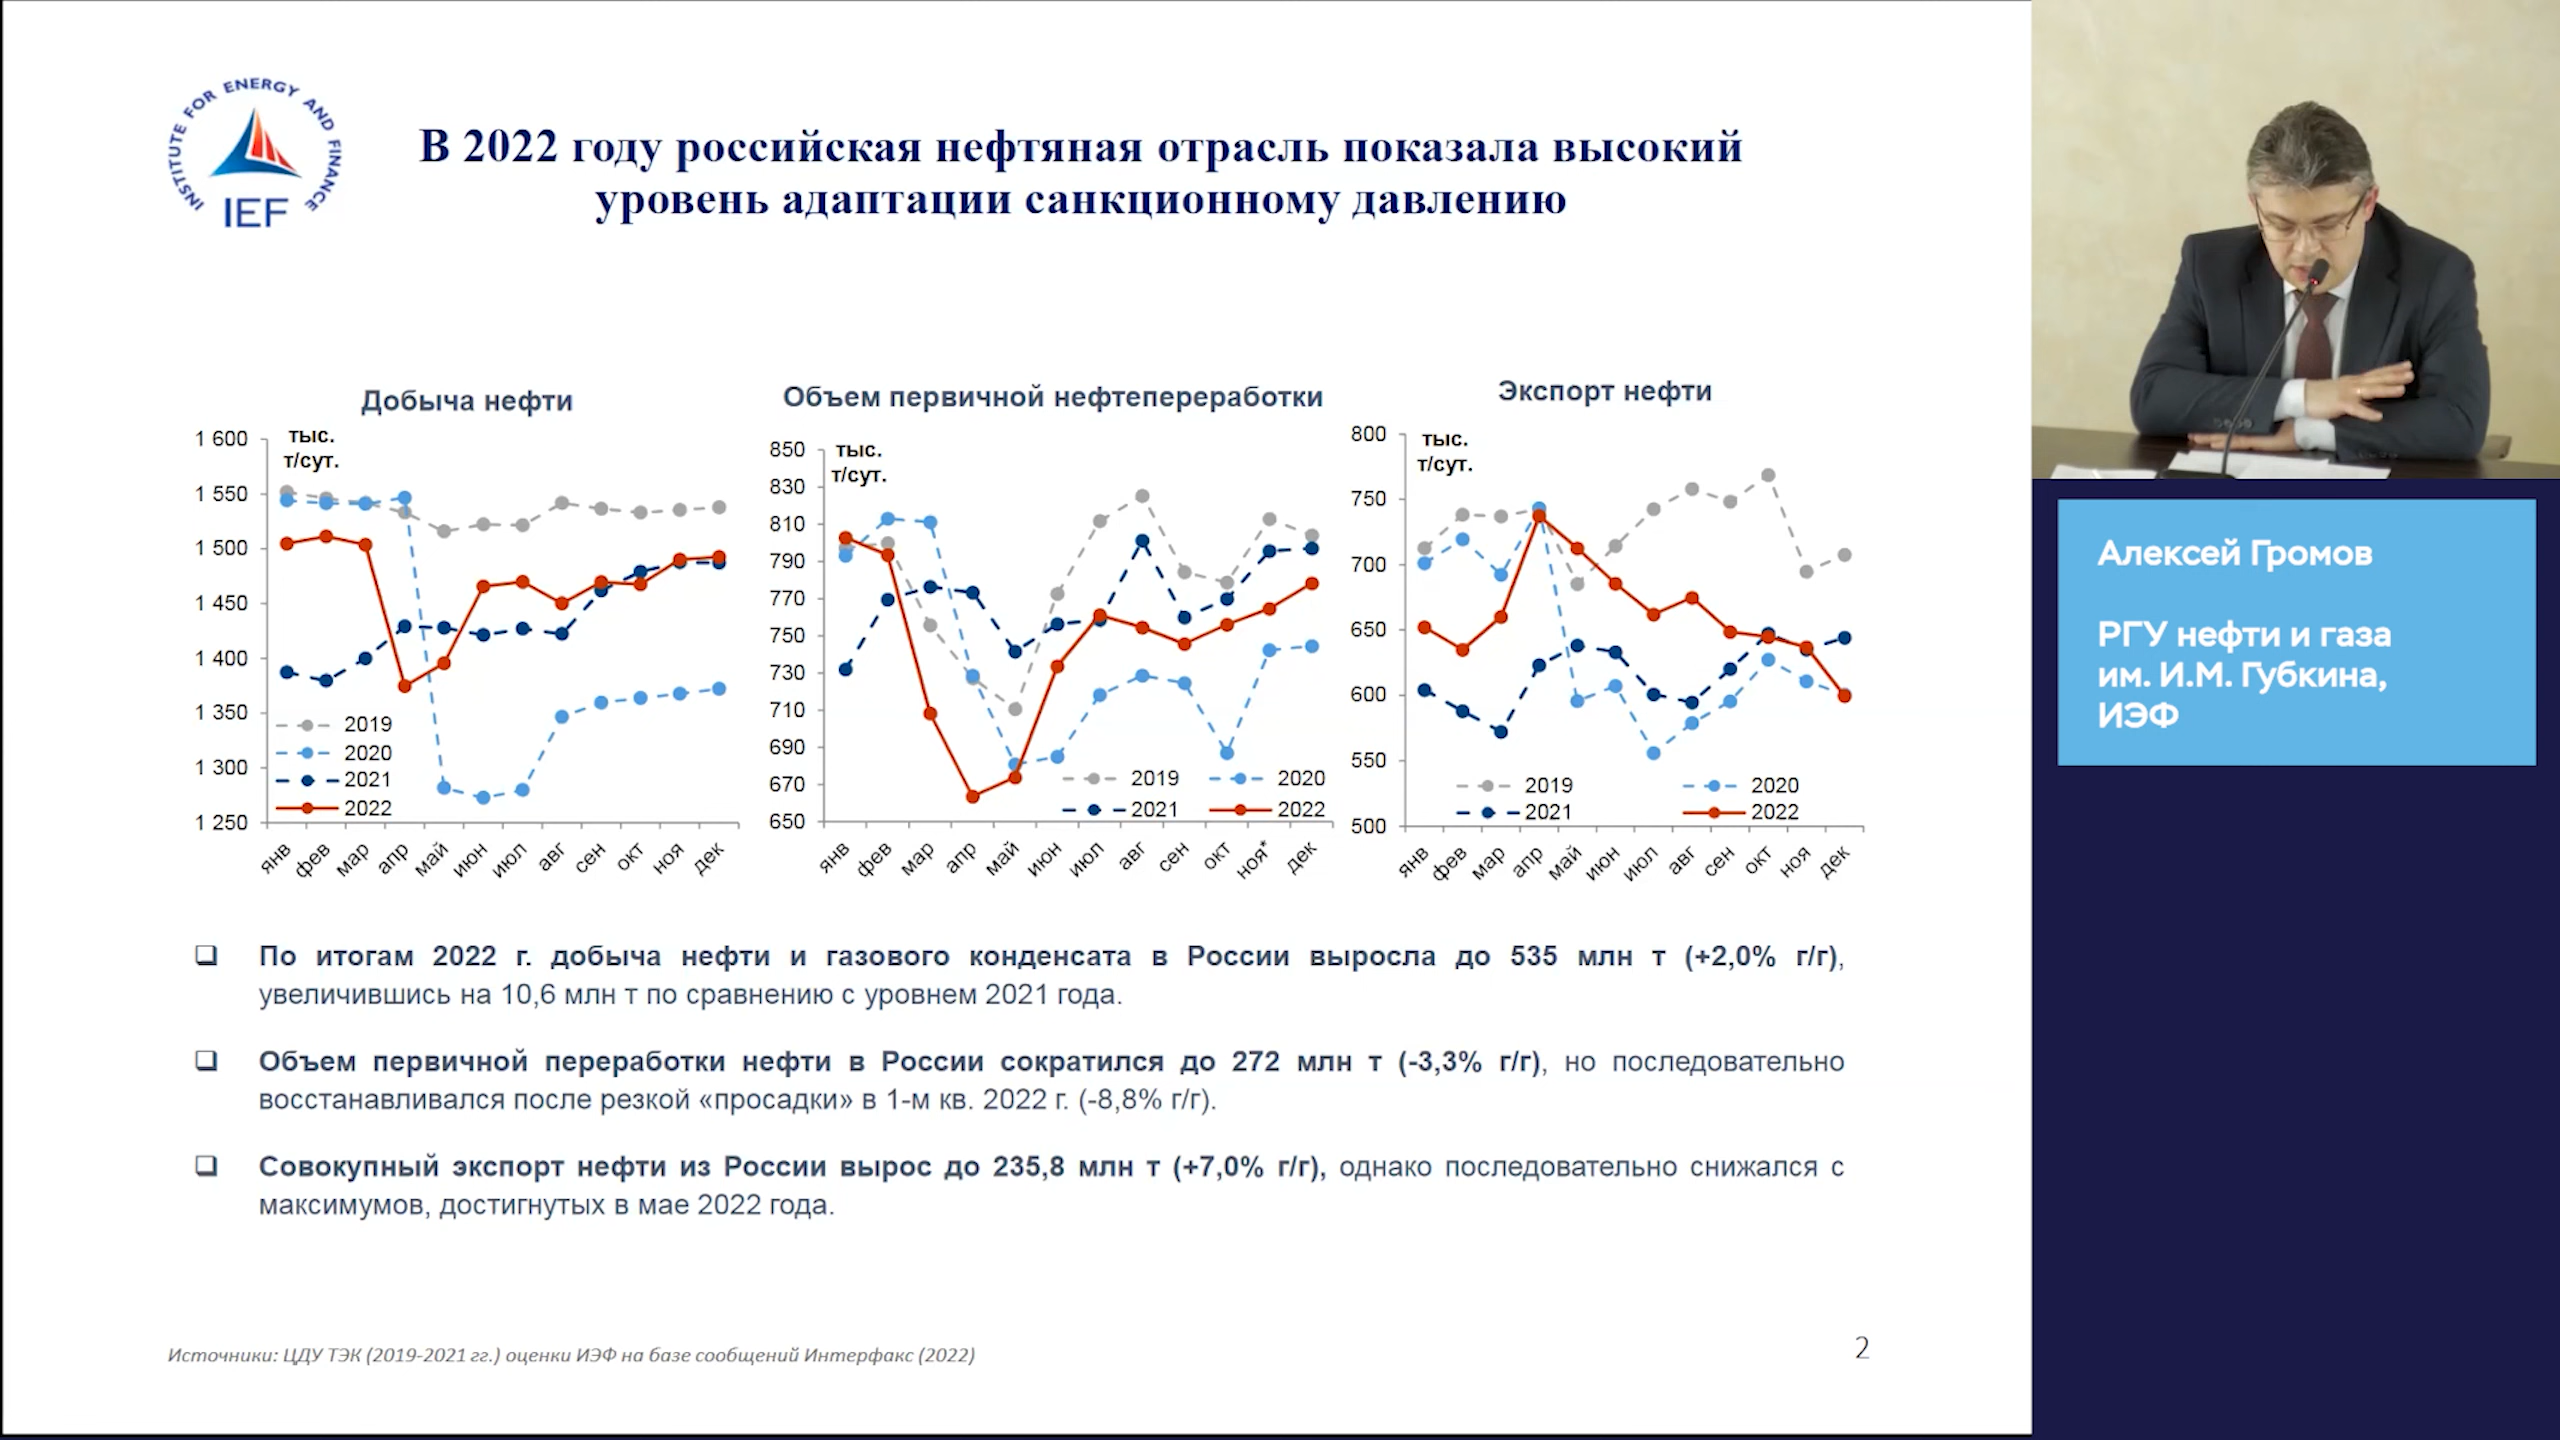 INSTITUTE FOR ENERGY AND FINANCE
IEF
В 2022 году российская нефтяная отрасль показала высокий
уровень адаптации санкционному давлению
Добыча нефти
тыс.
т/сут.
1 600
1 550
1 500
1 450
1 400
1 350
1 300
1 250
2019
2020
2021
2022
янв фев мар апр май июн июл авг сен окт ноя дек
Объем первичной нефтепереработки
тыс.
т/сут.
850
830
810
790
770
750
730
710
690
670
650
2019 2020
2021 2022
янв фев мар апр май июн июл авг сен окт ноя* дек
Экспорт нефти
тыс.
т/сут.
800
750
700
650
600
550
500
2019 2020
2021 2022
янв фев мар апр май июн июл авг сен окт ноя дек
По итогам 2022 г. добыча нефти и газового конденсата в России выросла до 535 млн т (+2,0% г/г),
увеличившись на 10,6 млн т по сравнению с уровнем 2021 года.
Объем первичной переработки нефти в России сократился до 272 млн т (-3,3% г/г), но последовательно
восстанавливался после резкой «просадки» в 1-м кв. 2022 г. (-8,8% г/г).
Совокупный экспорт нефти из России вырос до 235,8 млн т (+7,0% г/г), однако последовательно снижался с
максимумов, достигнутых в мае 2022 года.
Источники: ЦДУ ТЭК (2019-2021 гг.) оценки ИЭФ на базе сообщений Интерфакс (2022)
2
Алексей Громов
РГУ нефти и газа
им. И.М. Губкина,
ИЭФ